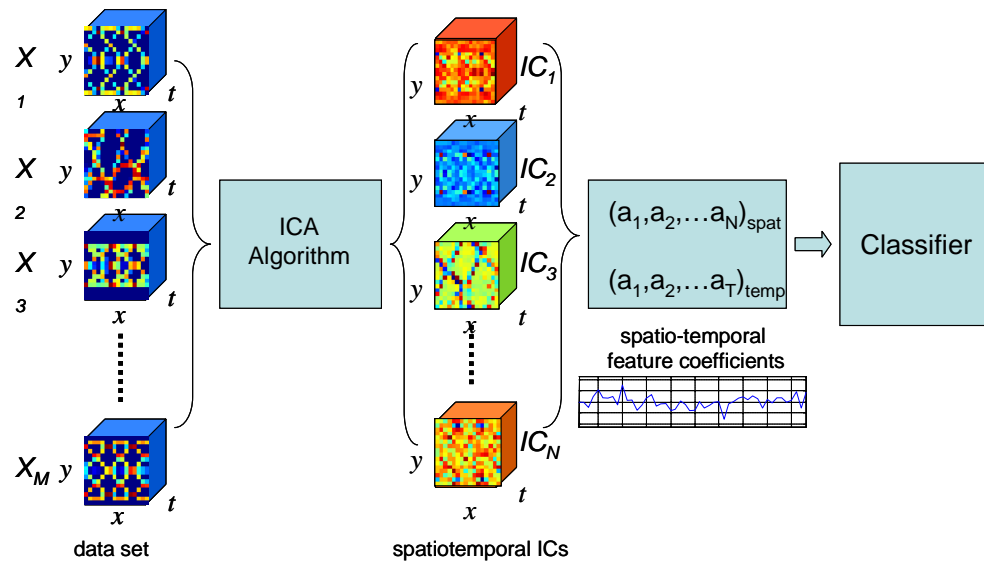 X
1
y
x
t
X
2
y
x
t
X
3
y
x
t
X_M
y
x
t
data set
ICA
Algorithm
IC_1
y
x
t
IC_2
y
x
t
IC_3
y
x
t
IC_N
y
x
t
spatiotemporal ICs
(a_1,a_2,...a_N)_spat
(a_1,a_2,...a_T)_temp
spatio-temporal
feature coefficients
Classifier